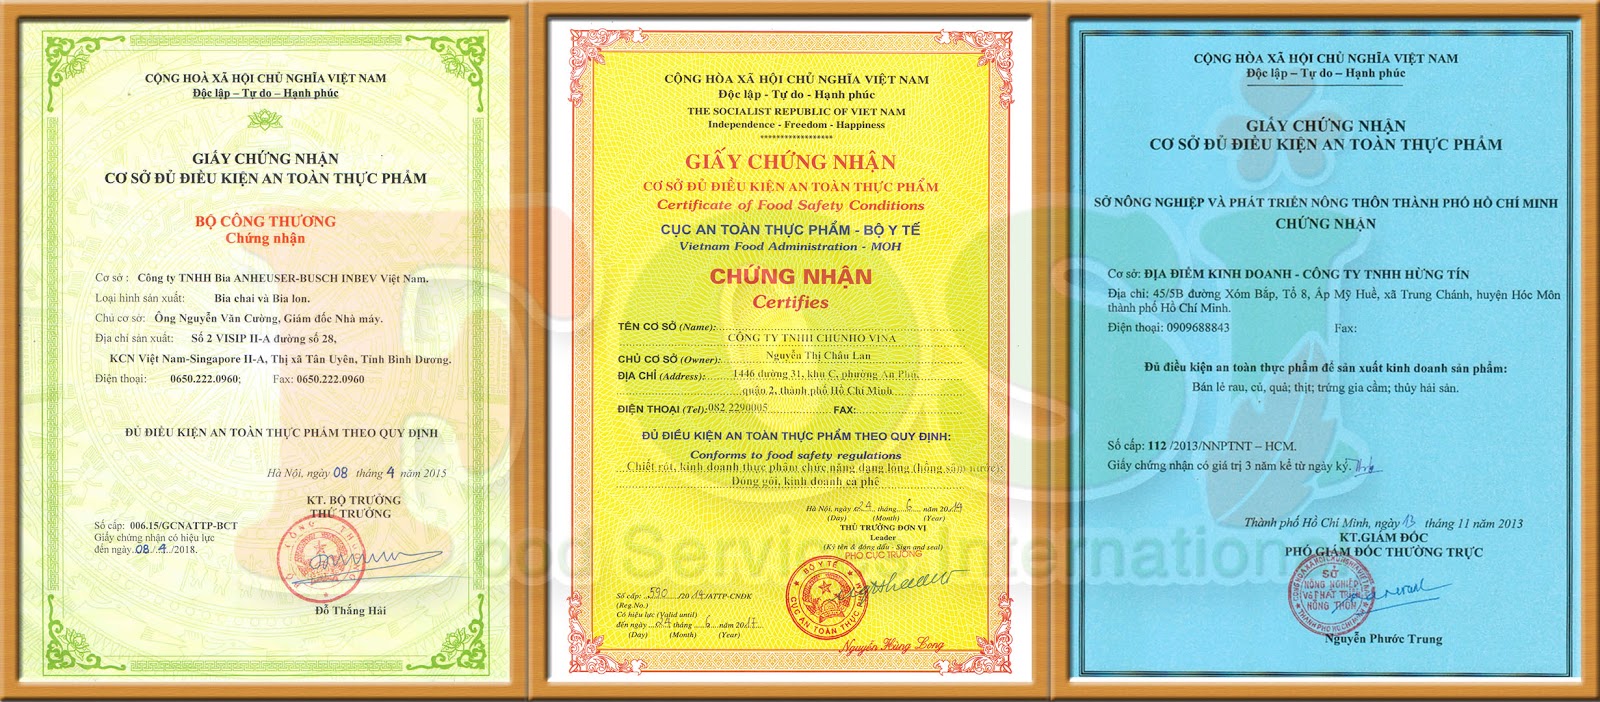 CỘNG HOÀ XÃ HỘI CHỦ NGHĨA VIỆT NAM
Độc lập – Tự do – Hạnh phúc
GIẤY CHỨNG NHẬN
CƠ SỞ ĐỦ ĐIỀU KIỆN AN TOÀN THỰC PHẨM
BỘ CÔNG THƯƠNG
Chứng nhận
Cơ sở : Công ty TNHH Bia ANHEUSER-BUSCH INBEV Việt Nam.
Loại hình sản xuất: Bia chai và Bia lon.
Chủ cơ sở: Ông Nguyễn Văn Cường, Giám đốc Nhà máy.
Địa chỉ sản xuất: Số 2 VISIP II-A đường số 28,
KCN Việt Nam-Singapore II-A, Thị xã Tân Uyên, Tỉnh Bình Dương.
Điện thoại: 0650.222.0960; Fax: 0650.222.0960
ĐỦ ĐIỀU KIỆN AN TOÀN THỰC PHẨM THEO QUY ĐỊNH
Hà Nội, ngày 08 tháng 4 năm 2015
KT. BỘ TRƯỞNG
THỨ TRƯỞNG
Số cấp: 006.15/GCNATTP-BCT
Giấy chứng nhận có hiệu lực
đến ngày 08./.4./2018.
Đỗ Thắng Hải
CỘNG HÒA XÃ HỘI CHỦ NGHĨA VIỆT NAM
Độc lập - Tự do - Hạnh phúc
THE SOCIALIST REPUBLIC OF VIET NAM
Independence - Freedom - Happiness
******************
GIẤY CHỨNG NHẬN
CƠ SỞ ĐỦ ĐIỀU KIỆN AN TOÀN THỰC PHẨM
Certificate of Food Safety Conditions
CỤC AN TOÀN THỰC PHẨM - BỘ Y TẾ
Vietnam Food Administration - MOH
CHỨNG NHẬN
Certifies
TÊN CƠ SỞ (Name):
CÔNG TY TNHH CHUNHO VINA
CHỦ CƠ SỞ (Owner): Nguyễn Thị Châu Lan
ĐỊA CHỈ (Address): 1446 đường 31, khu C, phường An Phú,
quận 2, thành phố Hồ Chí Minh
ĐIỆN THOẠI (Tel): 082 2290005 FAX:
ĐỦ ĐIỀU KIỆN AN TOÀN THỰC PHẨM THEO QUY ĐỊNH:
Conforms to food safety regulations
Chiết rót, kinh doanh thực phẩm chức năng dạng lỏng (hồng sâm nước);
Đóng gói, kinh doanh cà phê
Hà Nội, ngày 24 tháng 6 năm 2014
(Day) (Month) (Year)
THỦ TRƯỞNG ĐƠN VỊ
Leader
(Ký tên & đóng dấu - Sign and seal)
PHÓ CỤC TRƯỞNG
BỘ Y TẾ
CỤC AN TOÀN THỰC PHẨM
Số cấp: 590 /20 14 /ATTP-CNĐK
(Reg.No.)
Có hiệu lực (Valid until)
đến ngày 24 tháng 6 năm 2017
(Day) (Month) (Year)
Nguyễn Hùng Long
CỘNG HÒA XÃ HỘI CHỦ NGHĨA VIỆT NAM
Độc lập – Tự do – Hạnh phúc
GIẤY CHỨNG NHẬN
CƠ SỞ ĐỦ ĐIỀU KIỆN AN TOÀN THỰC PHẨM
SỞ NÔNG NGHIỆP VÀ PHÁT TRIỂN NÔNG THÔN THÀNH PHỐ HỒ CHÍ MINH
CHỨNG NHẬN
Cơ sở: ĐỊA ĐIỂM KINH DOANH - CÔNG TY TNHH HỪNG TÍN
Địa chỉ: 45/5B đường Xóm Bắp, Tổ 8, Ấp Mỹ Huề, xã Trung Chánh, huyện Hóc Môn
thành phố Hồ Chí Minh.
Điện thoại: 0909688843 Fax:
Đủ điều kiện an toàn thực phẩm để sản xuất kinh doanh sản phẩm:
Bán lẻ rau, củ, quả; thịt; trứng gia cầm; thủy hải sản.
Số cấp: 112 /2013/NNPTNT – HCM.
Giấy chứng nhận có giá trị 3 năm kể từ ngày ký.
Thành phố Hồ Chí Minh, ngày 13 tháng 11 năm 2013
KT.GIÁM ĐỐC
PHÓ GIÁM ĐỐC THƯỜNG TRỰC
SỞ
NÔNG NGHIỆP
VÀ PHÁT TRIỂN
NÔNG THÔN
Nguyễn Phước Trung
FOSI
Food Service International